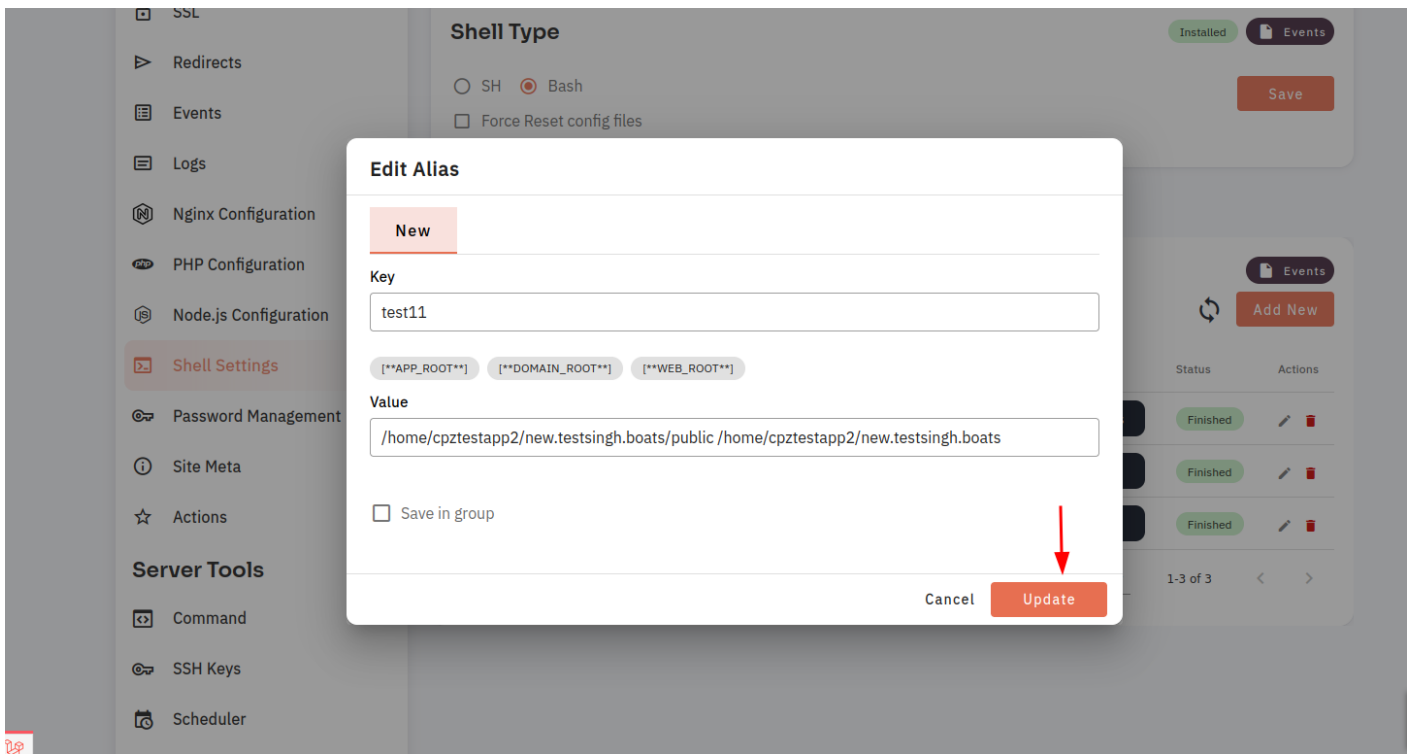 SSL
Redirects
Events
Logs
Nginx Configuration
PHP Configuration
Node.js Configuration
Shell Settings
Password Management
Site Meta
Actions
Server Tools
Command
SSH Keys
Scheduler
Shell Type
Installed
Events
SH
Bash
Save
Force Reset config files
Edit Alias
New
Key
test11
[**APP_ROOT**] [**DOMAIN_ROOT**] [**WEB_ROOT**]
Value
/home/cpztestapp2/new.testsingh.boats/public /home/cpztestapp2/new.testsingh.boats
Save in group
Cancel
Update
Events
Add New
Status Actions
Finished
Finished
Finished
1-3 of 3